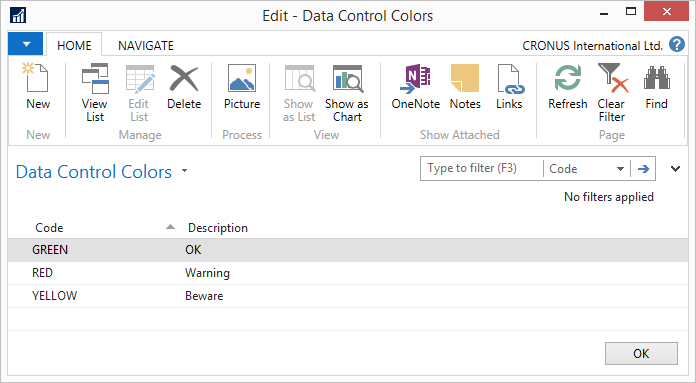 Edit - Data Control Colors
HOME NAVIGATE CRONUS International Ltd. ?
New View List Edit List Delete Picture Show as List Show as Chart OneNote Notes Links Refresh Clear Filter Find
New Manage Process View Show Attached Page
Data Control Colors Type to filter (F3) Code
No filters applied
Code Description
GREEN OK
RED Warning
YELLOW Beware
OK